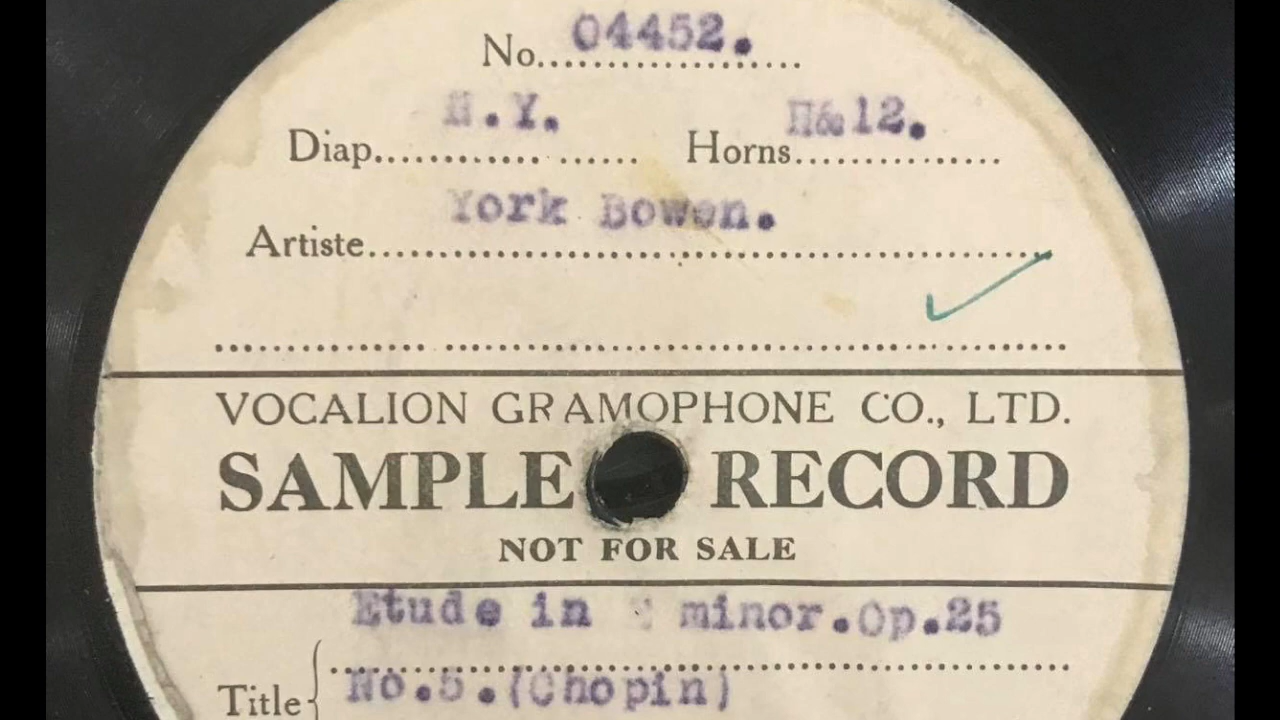 No. 04452.
Diap. N.Y. Horns. H&12.
Artiste York Bowen.
VOCALION GRAMOPHONE CO., LTD.
SAMPLE RECORD
NOT FOR SALE
Etude in minor.Op.25
Title No.5.(Chopin)